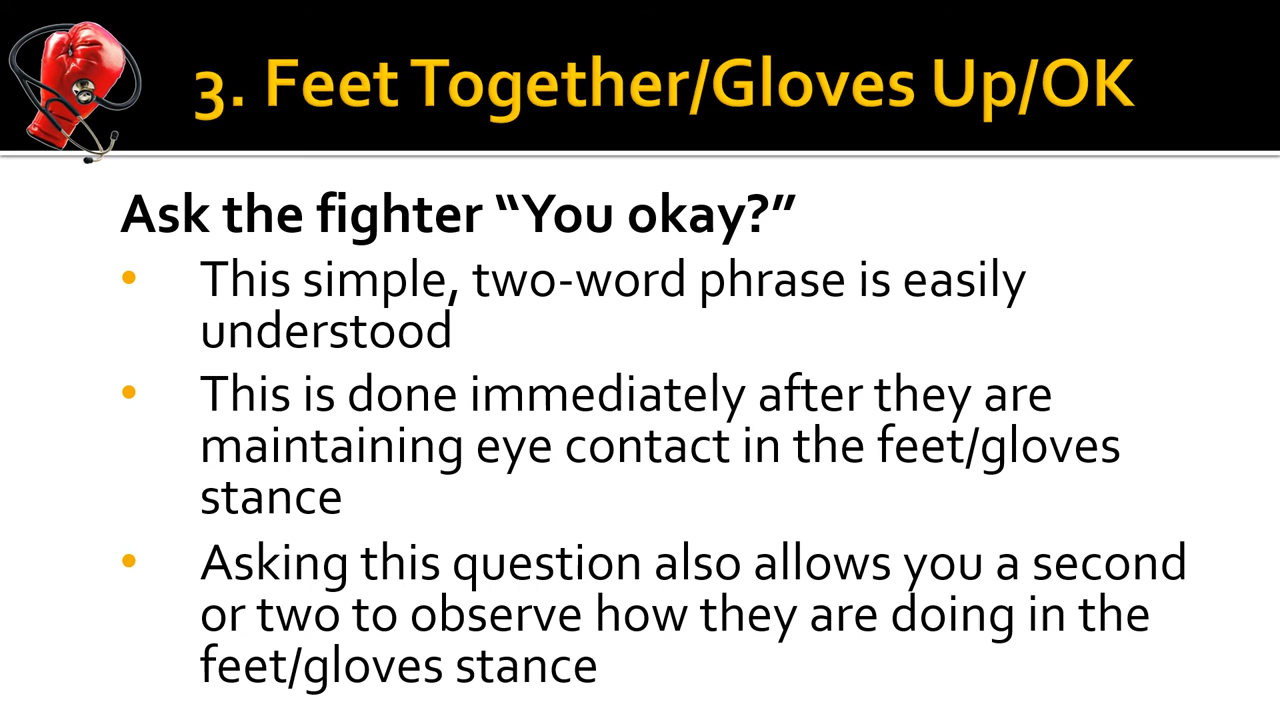 3. Feet Together/Gloves Up/OK
Ask the fighter “You okay?”
• This simple, two-word phrase is easily
understood
• This is done immediately after they are
maintaining eye contact in the feet/gloves
stance
• Asking this question also allows you a second
or two to observe how they are doing in the
feet/gloves stance